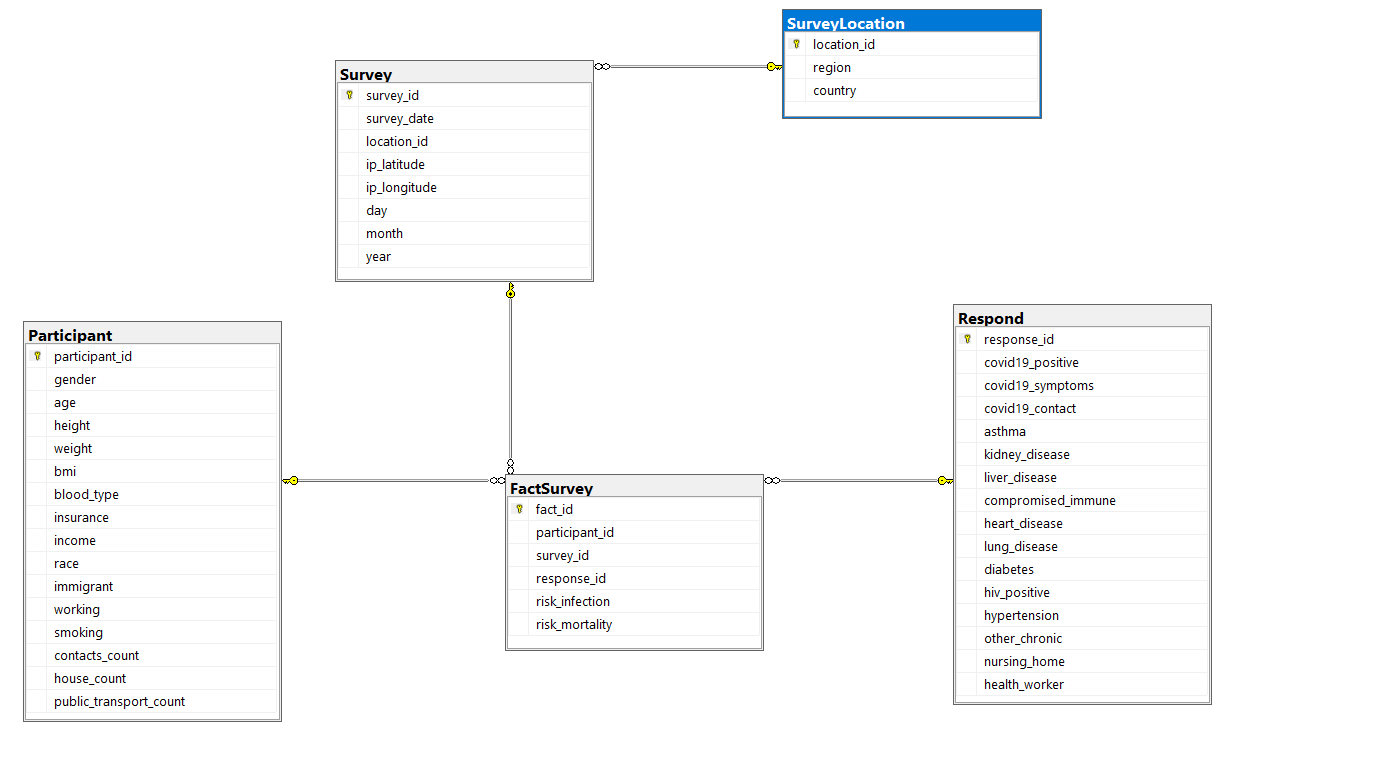 SurveyLocation
location_id
region
country
Survey
survey_id
survey_date
location_id
ip_latitude
ip_longitude
day
month
year
Participant
participant_id
gender
age
height
weight
bmi
blood_type
insurance
income
race
immigrant
working
smoking
contacts_count
house_count
public_transport_count
FactSurvey
fact_id
participant_id
survey_id
response_id
risk_infection
risk_mortality
Respond
response_id
covid19_positive
covid19_symptoms
covid19_contact
asthma
kidney_disease
liver_disease
compromised_immune
heart_disease
lung_disease
diabetes
hiv_positive
hypertension
other_chronic
nursing_home
health_worker